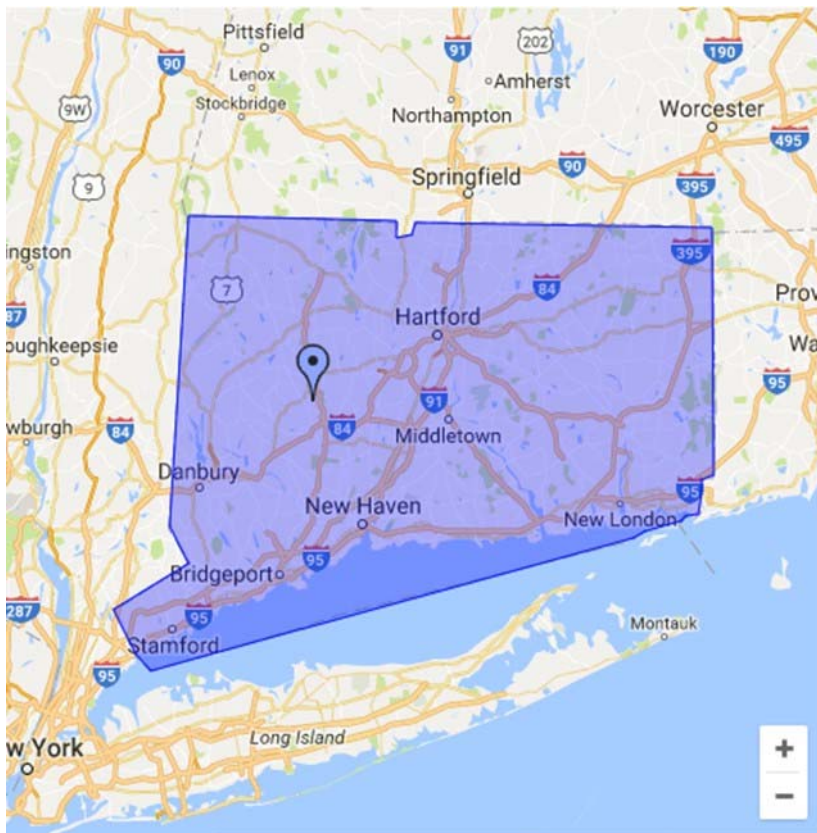 Pittsfield
90
91
202
190
Lenox
Amherst
9W
Stockbridge
Northampton
Worcester
495
90
9
Springfield
395
ington
395
7
84
87
Hartford
Prov
oughkeepsie
Wa
95
91
wburgh
84
84
Middletown
Danbury
95
New Haven
New London
95
Bridgeport
287
95
Stamford
Montauk
95
Long Island
w York
+
−